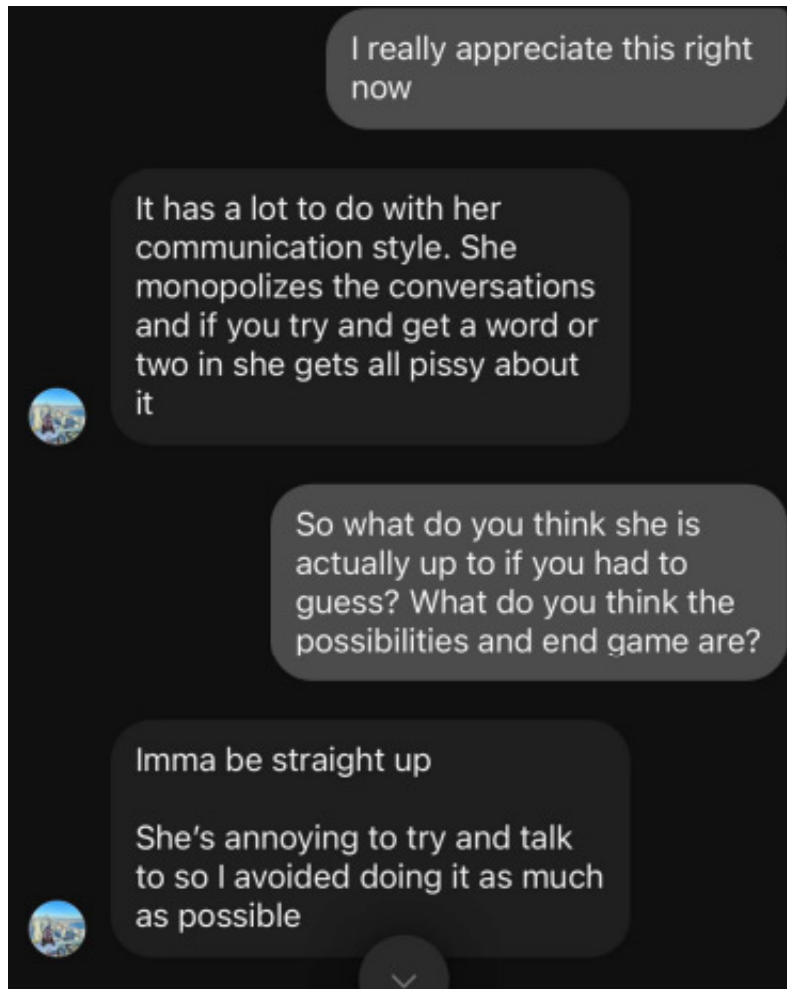 I really appreciate this right
now
It has a lot to do with her
communication style. She
monopolizes the conversations
and if you try and get a word or
two in she gets all pissy about
it
So what do you think she is
actually up to if you had to
guess? What do you think the
possibilities and end game are?
Imma be straight up
She's annoying to try and talk
to so I avoided doing it as much
as possible